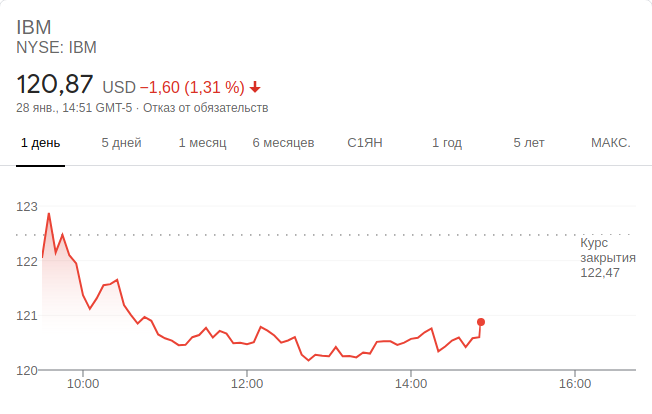 IBM
NYSE: IBM
120,87 USD −1,60 (1,31 %)
28 янв., 14:51 GMT-5 · Отказ от обязательств
1 день 5 дней 1 месяц 6 месяцев С1ЯН 1 год 5 лет МАКС.
123
Курс
закрытия
122,47
122
121
120
10:00 12:00 14:00 16:00